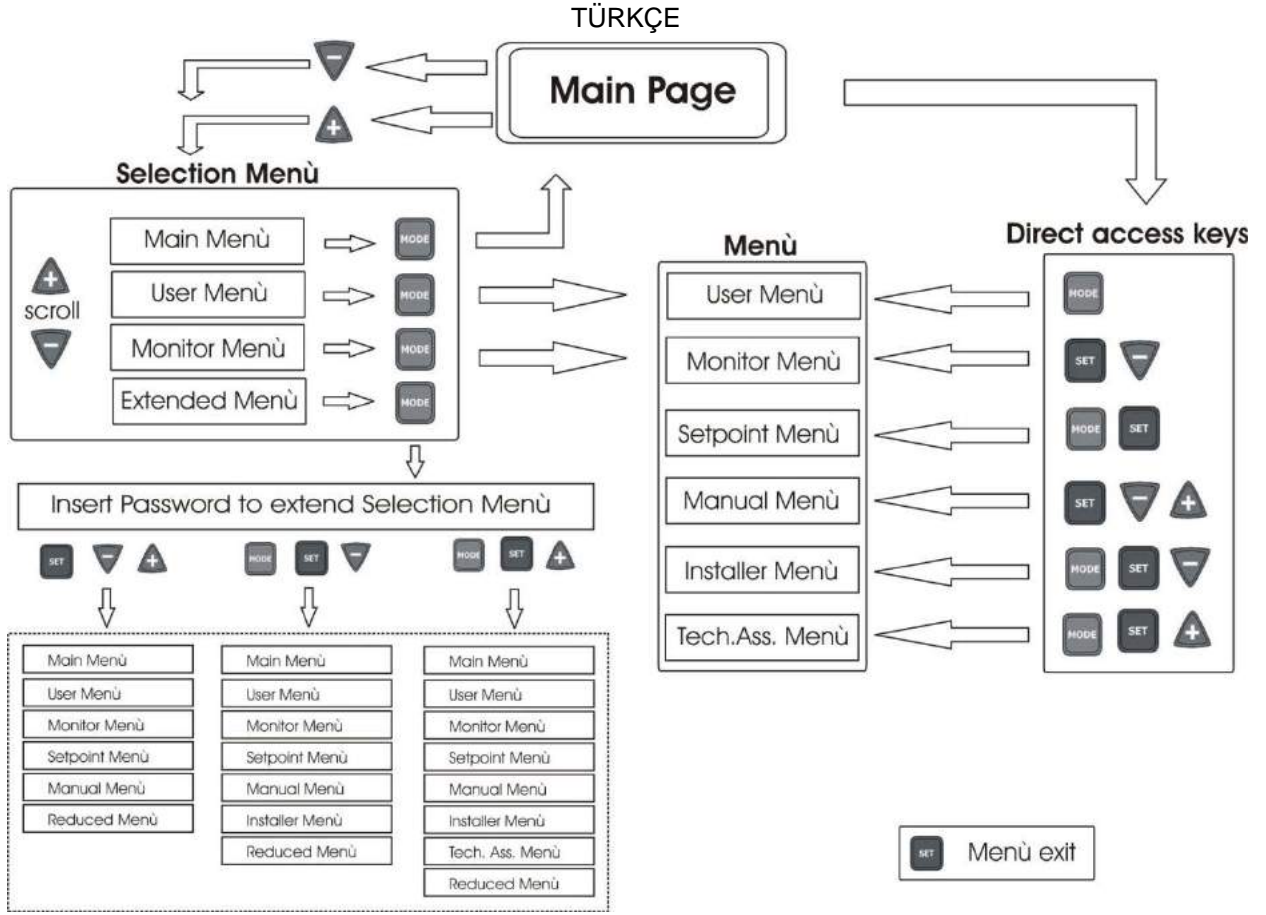 TÜRKÇE
Main Page
Selection Menù
Main Menù
MODE
User Menù
MODE
scroll
Monitor Menù
MODE
Extended Menù
MODE
Insert Password to extend Selection Menù
SET
MODE SET
MODE SET
Main Menù
User Menù
Monitor Menù
Setpoint Menù
Manual Menù
Reduced Menù
Main Menù
User Menù
Monitor Menù
Setpoint Menù
Manual Menù
Installer Menù
Reduced Menù
Main Menù
User Menù
Monitor Menù
Setpoint Menù
Manual Menù
Installer Menù
Tech. Ass. Menù
Reduced Menù
Menù
User Menù
Monitor Menù
Setpoint Menù
Manual Menù
Installer Menù
Tech.Ass. Menù
Direct access keys
MODE
SET
MODE SET
SET
MODE SET
MODE SET
SET Menù exit